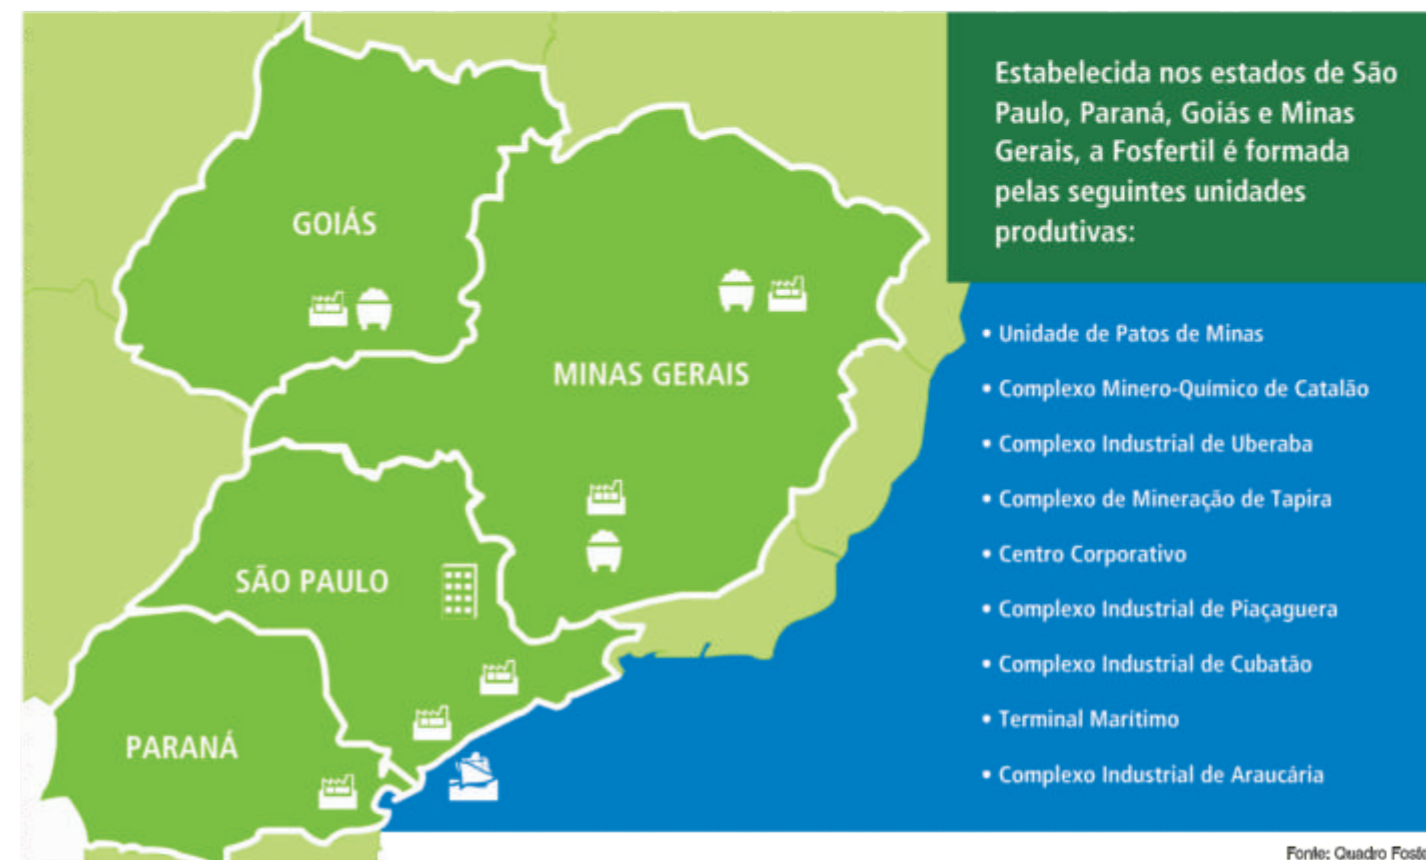 Estabelecida nos estados de São
Paulo, Paraná, Goiás e Minas
Gerais, a Fosfertil é formada
pelas seguintes unidades
produtivas:
GOIÁS
MINAS GERAIS
SÃO PAULO
PARANÁ
• Unidade de Patos de Minas
• Complexo Minero-Químico de Catalão
• Complexo Industrial de Uberaba
• Complexo de Mineração de Tapira
• Centro Corporativo
• Complexo Industrial de Piaçaguera
• Complexo Industrial de Cubatão
• Terminal Marítimo
• Complexo Industrial de Araucária
Fonte: Quadro